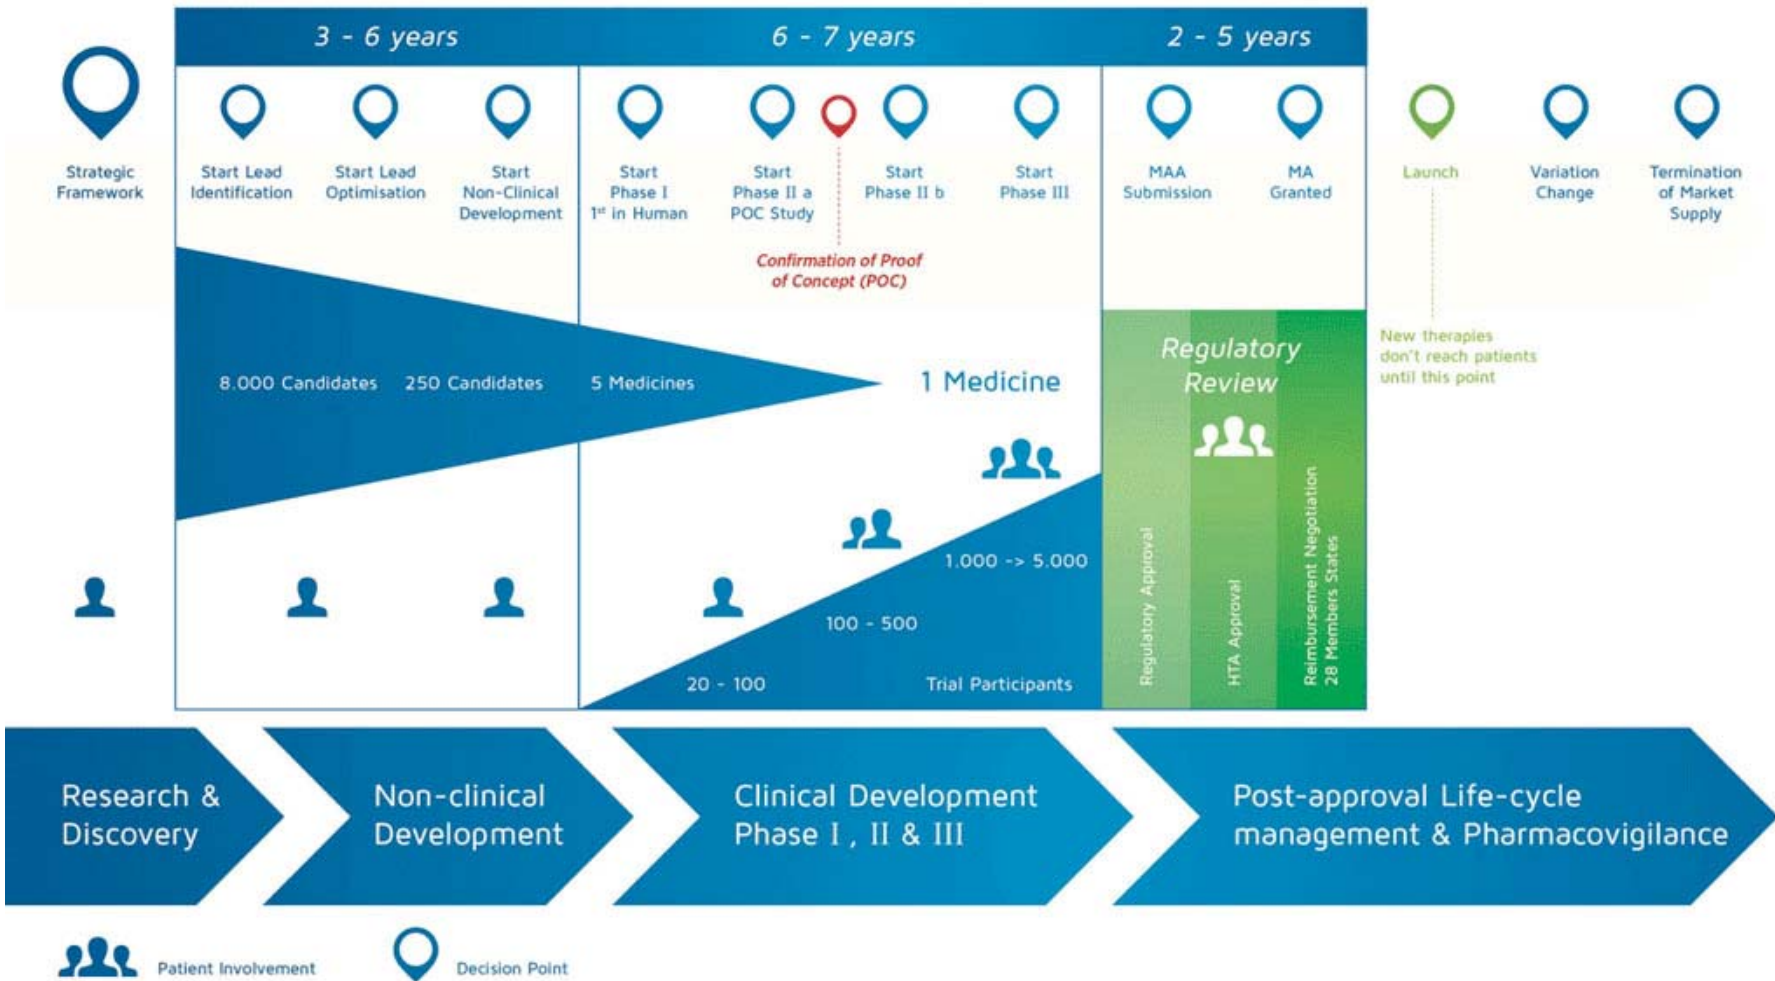 3 - 6 years
6 - 7 years
2 - 5 years
Strategic
Framework
Start Lead
Identification
Start Lead
Optimisation
Start
Non-Clinical
Development
Start
Phase I
1st in Human
Start
Phase II a
POC Study
Start
Phase II b
Start
Phase III
MAA
Submission
MA
Granted
Launch
Variation
Change
Termination
of Market
Supply
Confirmation of Proof
of Concept (POC)
New therapies
don't reach patients
until this point
8.000 Candidates
250 Candidates
5 Medicines
1 Medicine
Regulatory
Review
Regulatory Approval
HTA Approval
Reimbursement Negotiation
28 Members States
1.000 -> 5.000
100 - 500
20 - 100
Trial Participants
Research &
Discovery
Non-clinical
Development
Clinical Development
Phase I , II & III
Post-approval Life-cycle
management & Pharmacovigilance
Patient Involvement
Decision Point